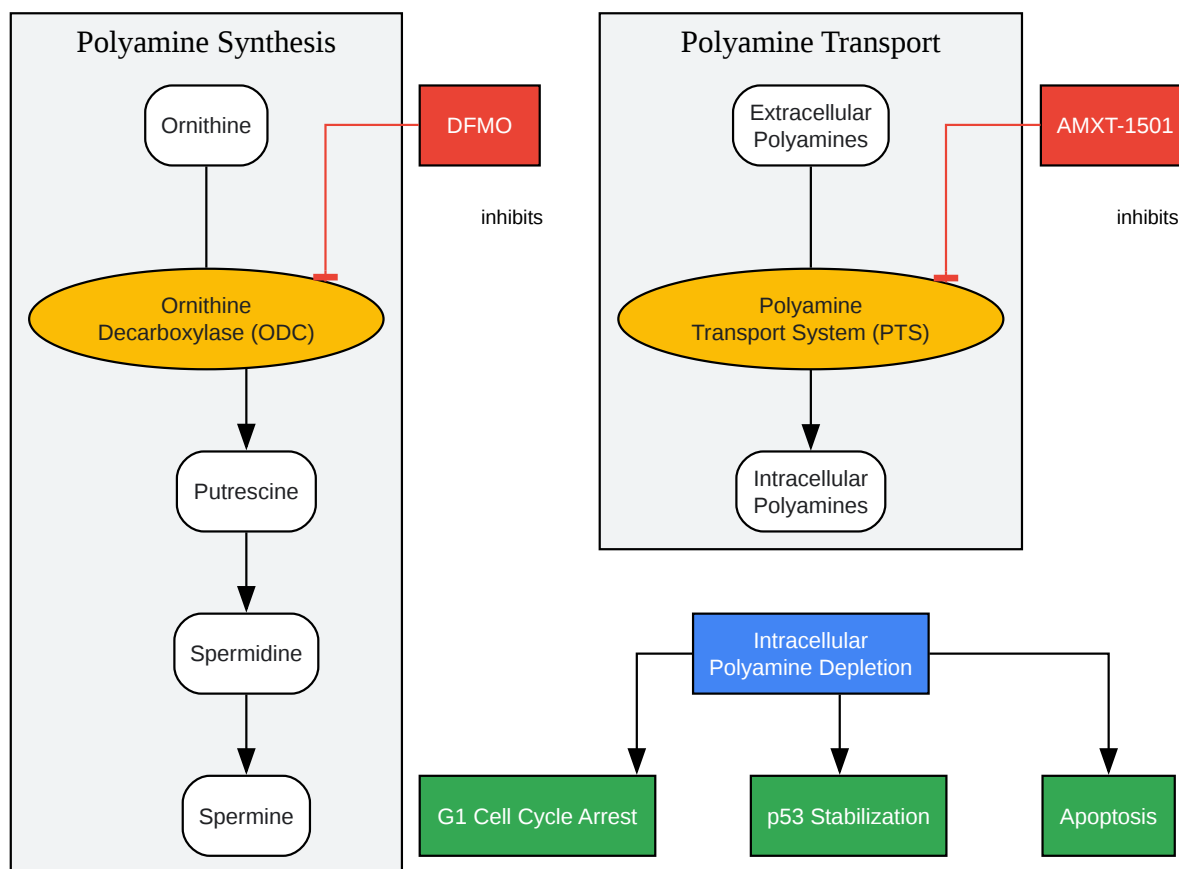 Polyamine Synthesis
Ornithine
DFMO
inhibits
Ornithine
Decarboxylase (ODC)
Putrescine
Spermidine
Spermine
Polyamine Transport
Extracellular
Polyamines
AMXT-1501
inhibits
Polyamine
Transport System (PTS)
Intracellular
Polyamines
Intracellular
Polyamine Depletion
G1 Cell Cycle Arrest
p53 Stabilization
Apoptosis